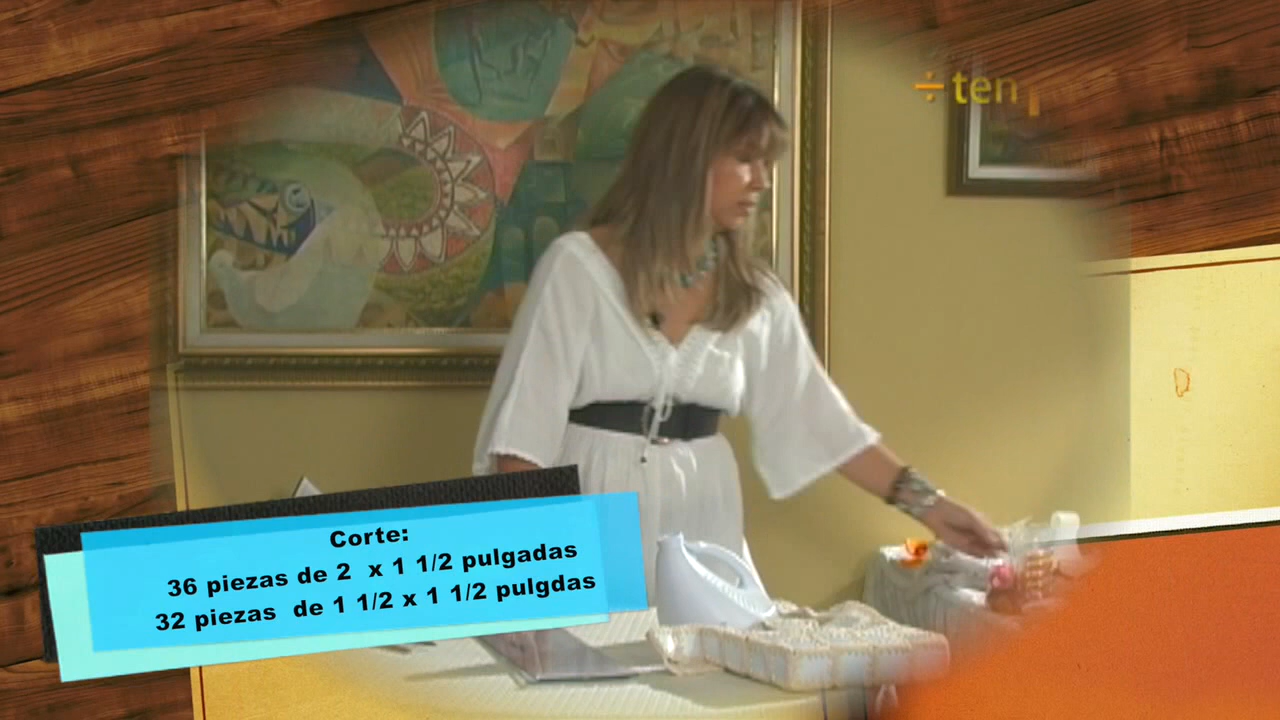 ÷ten
Corte:
36 piezas de 2 x 1 1/2 pulgadas
32 piezas de 1 1/2 x 1 1/2 pulgdas